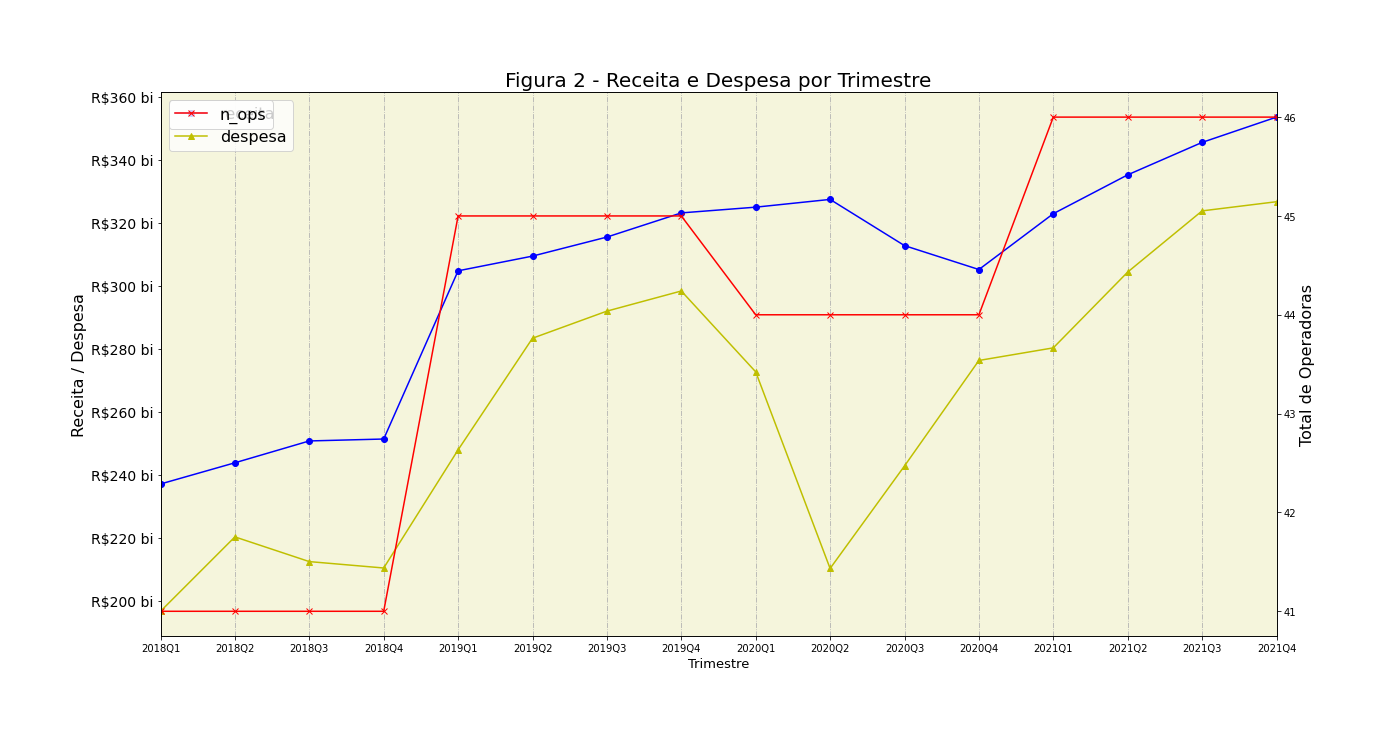 Figura 2 - Receita e Despesa por Trimestre
R$360 bi
R$340 bi
R$320 bi
R$300 bi
R$280 bi
R$260 bi
R$240 bi
R$220 bi
R$200 bi
Receita / Despesa
n_ops
receita
despesa
46
45
44
43
42
41
Total de Operadoras
2018Q1 2018Q2 2018Q3 2018Q4 2019Q1 2019Q2 2019Q3 2019Q4 2020Q1 2020Q2 2020Q3 2020Q4 2021Q1 2021Q2 2021Q3 2021Q4
Trimestre